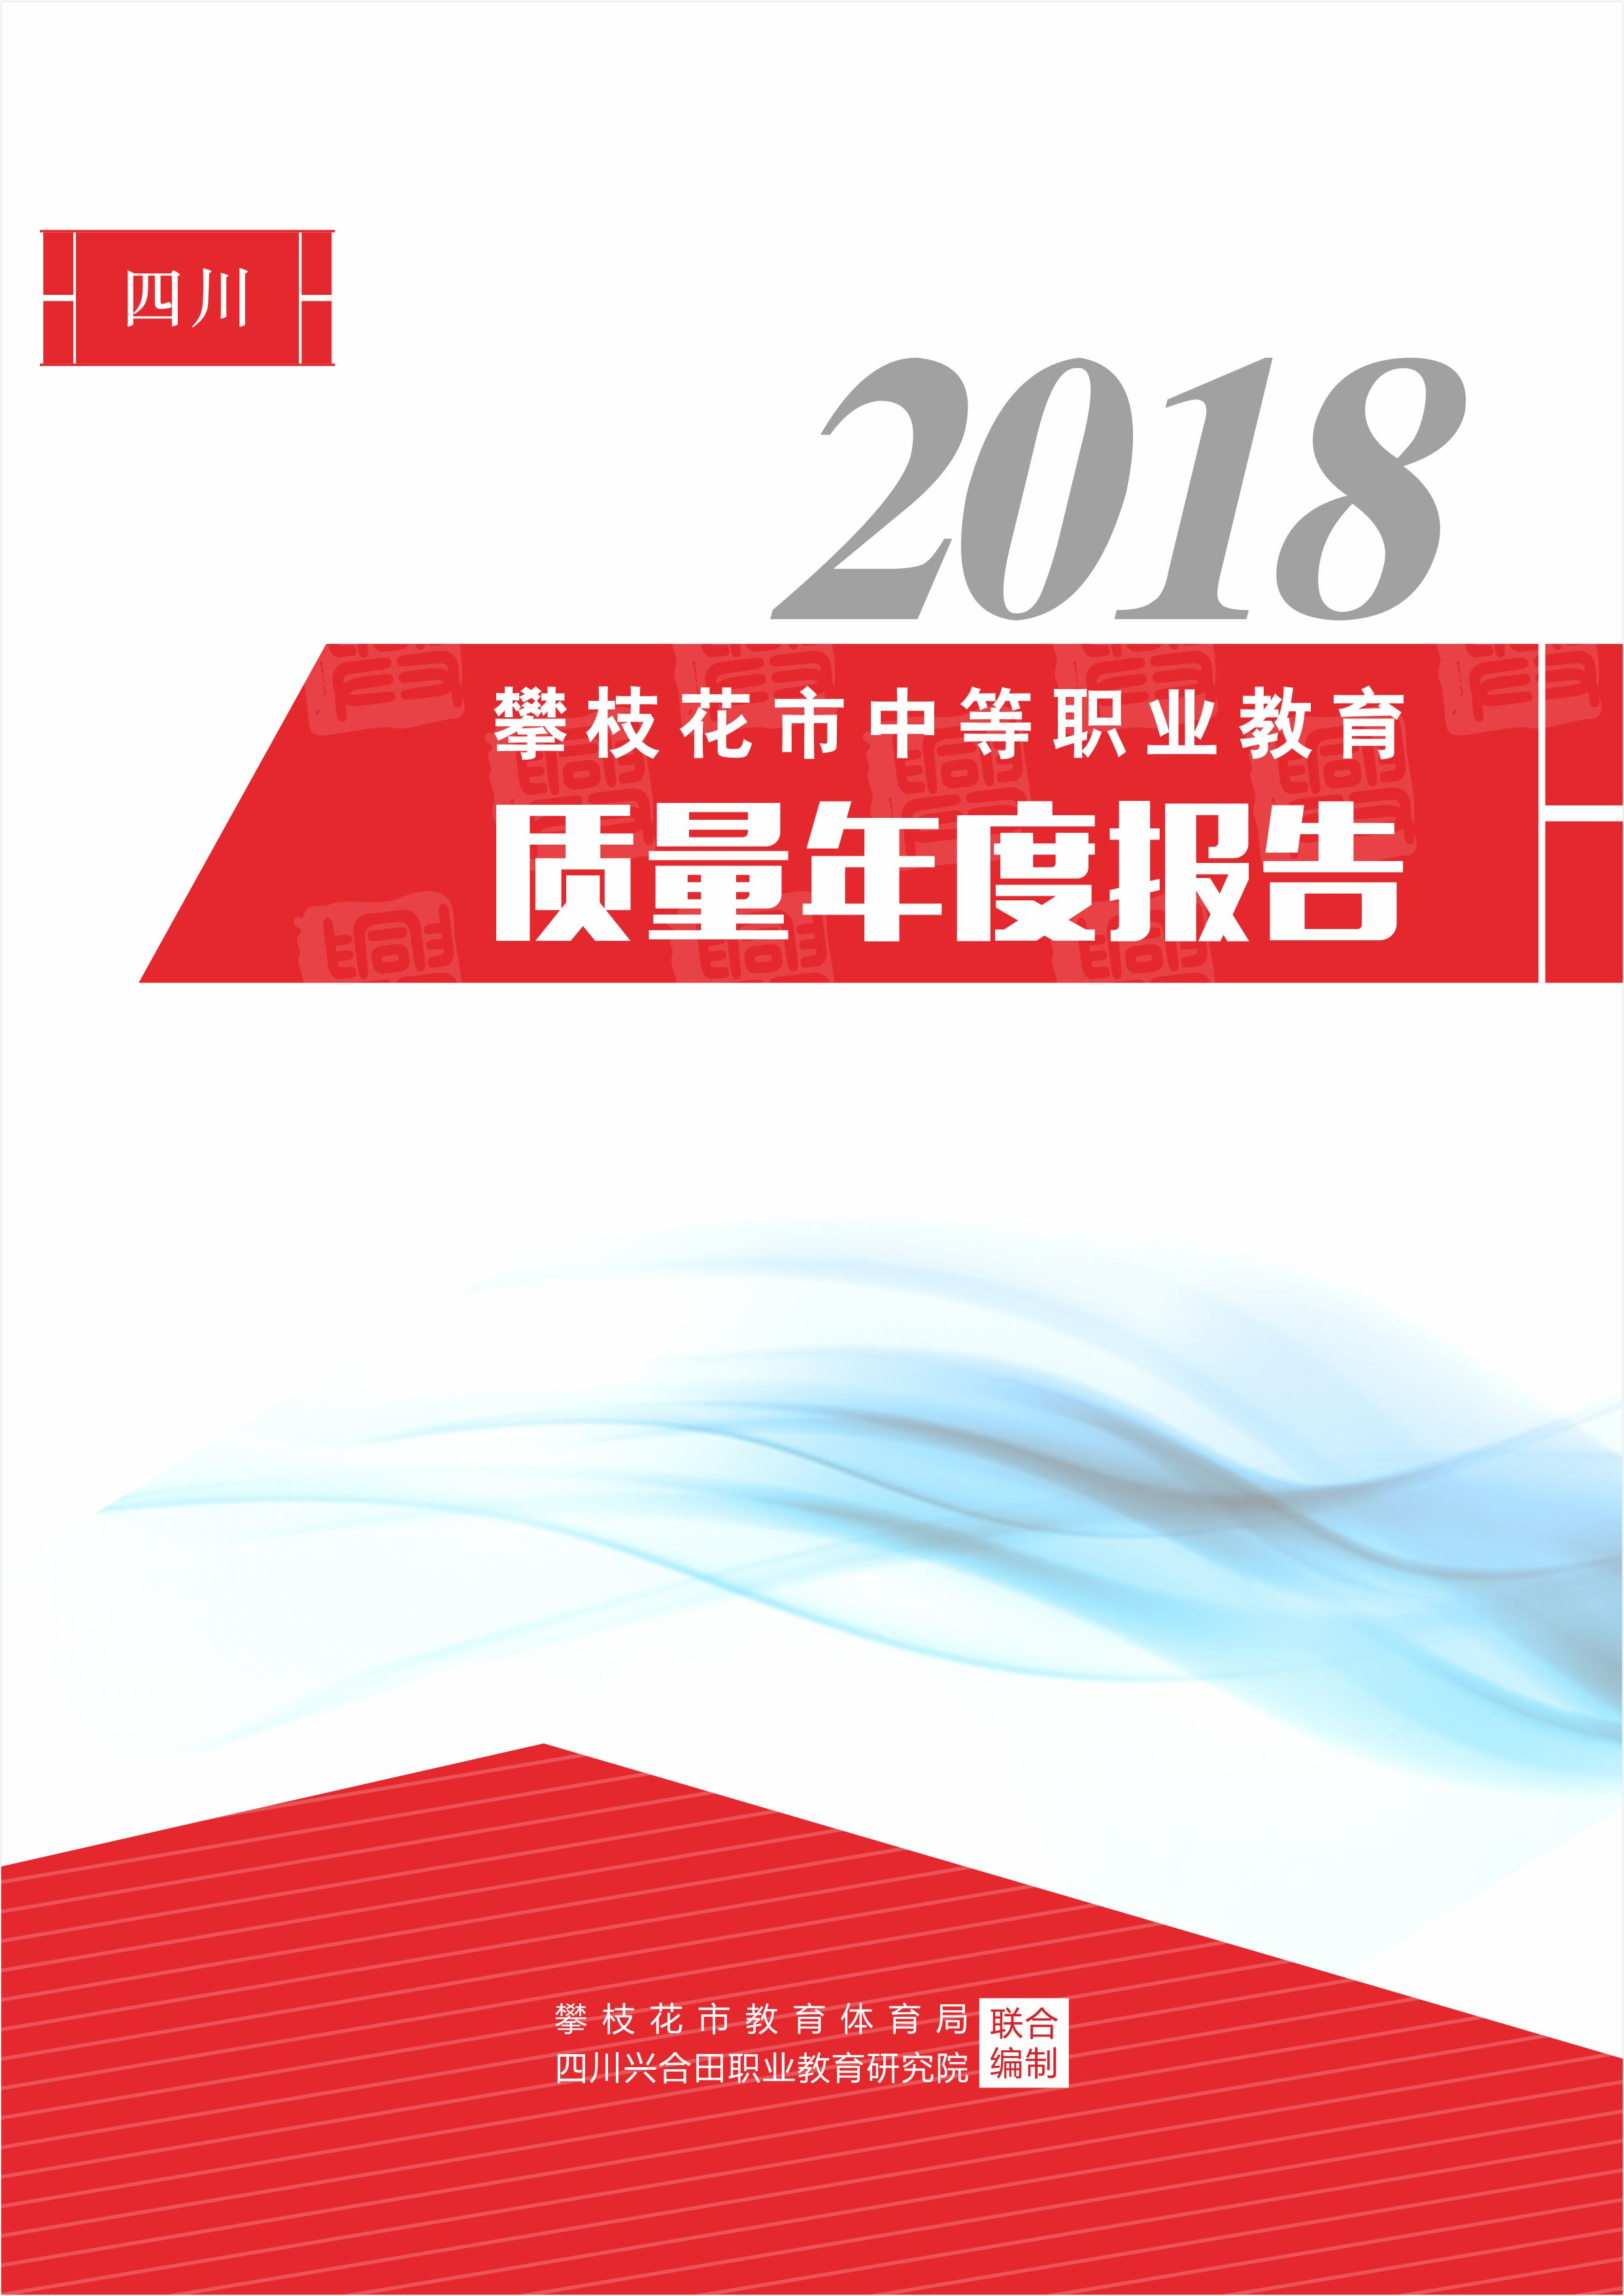 四川
2018
攀枝花市中等职业教育
质量年度报告
攀枝花市教育体育局
四川兴合田职业教育研究院
联合
编制